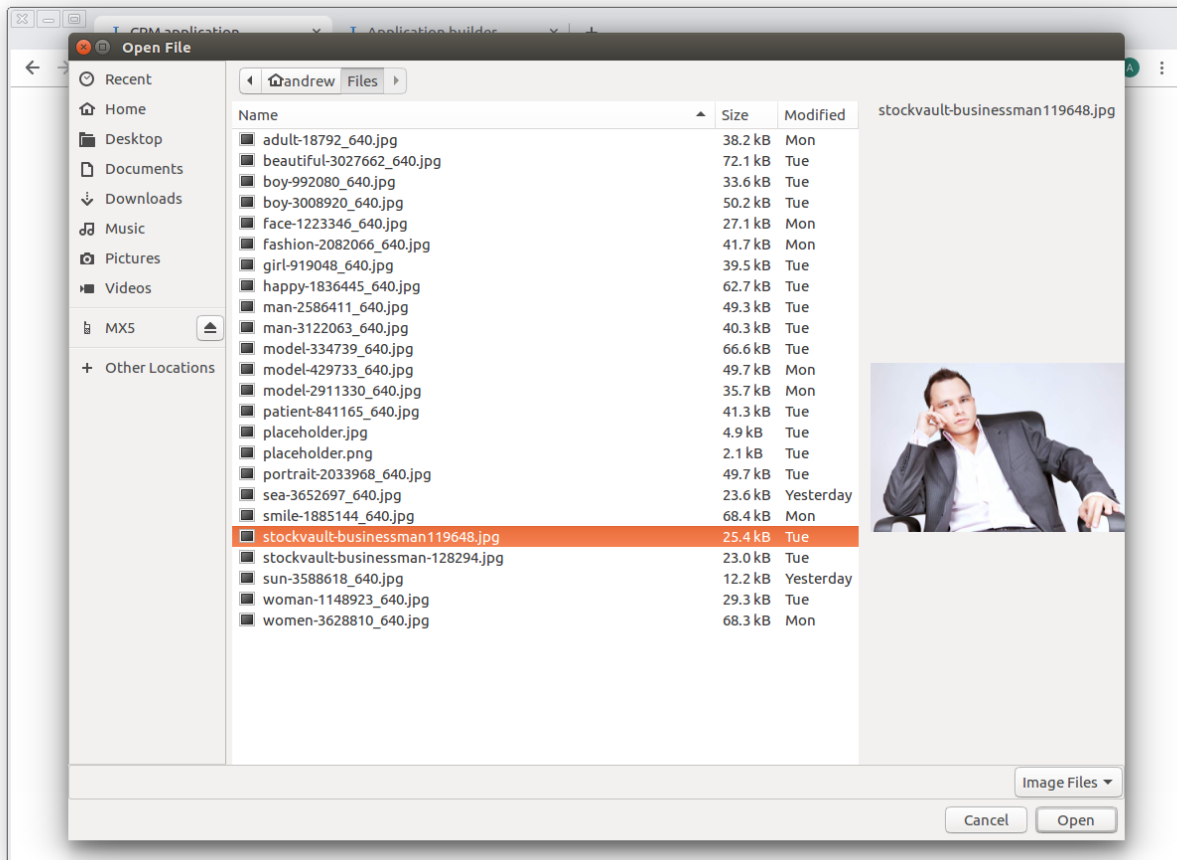 CRM application
Application builder
Open File
A
Recent
Home
Desktop
Documents
Downloads
Music
Pictures
Videos
MX5
Other Locations
andrew Files
Name Size Modified
adult-18792_640.jpg 38.2 kB Mon
beautiful-3027662_640.jpg 72.1 kB Tue
boy-992080_640.jpg 33.6 kB Tue
boy-3008920_640.jpg 50.2 kB Tue
face-1223346_640.jpg 27.1 kB Mon
fashion-2082066_640.jpg 41.7 kB Mon
girl-919048_640.jpg 39.5 kB Tue
happy-1836445_640.jpg 62.7 kB Tue
man-2586411_640.jpg 49.3 kB Tue
man-3122063_640.jpg 40.3 kB Tue
model-334739_640.jpg 66.6 kB Tue
model-429733_640.jpg 49.7 kB Mon
model-2911330_640.jpg 35.7 kB Mon
patient-841165_640.jpg 41.3 kB Tue
placeholder.jpg 4.9 kB Tue
placeholder.png 2.1 kB Tue
portrait-2033968_640.jpg 49.7 kB Tue
sea-3652697_640.jpg 23.6 kB Yesterday
smile-1885144_640.jpg 68.4 kB Mon
stockvault-businessman119648.jpg 25.4 kB Tue
stockvault-businessman-128294.jpg 23.0 kB Tue
sun-3588618_640.jpg 12.2 kB Yesterday
woman-1148923_640.jpg 29.3 kB Tue
women-3628810_640.jpg 68.3 kB Mon
stockvault-businessman119648.jpg
Image Files
Cancel Open